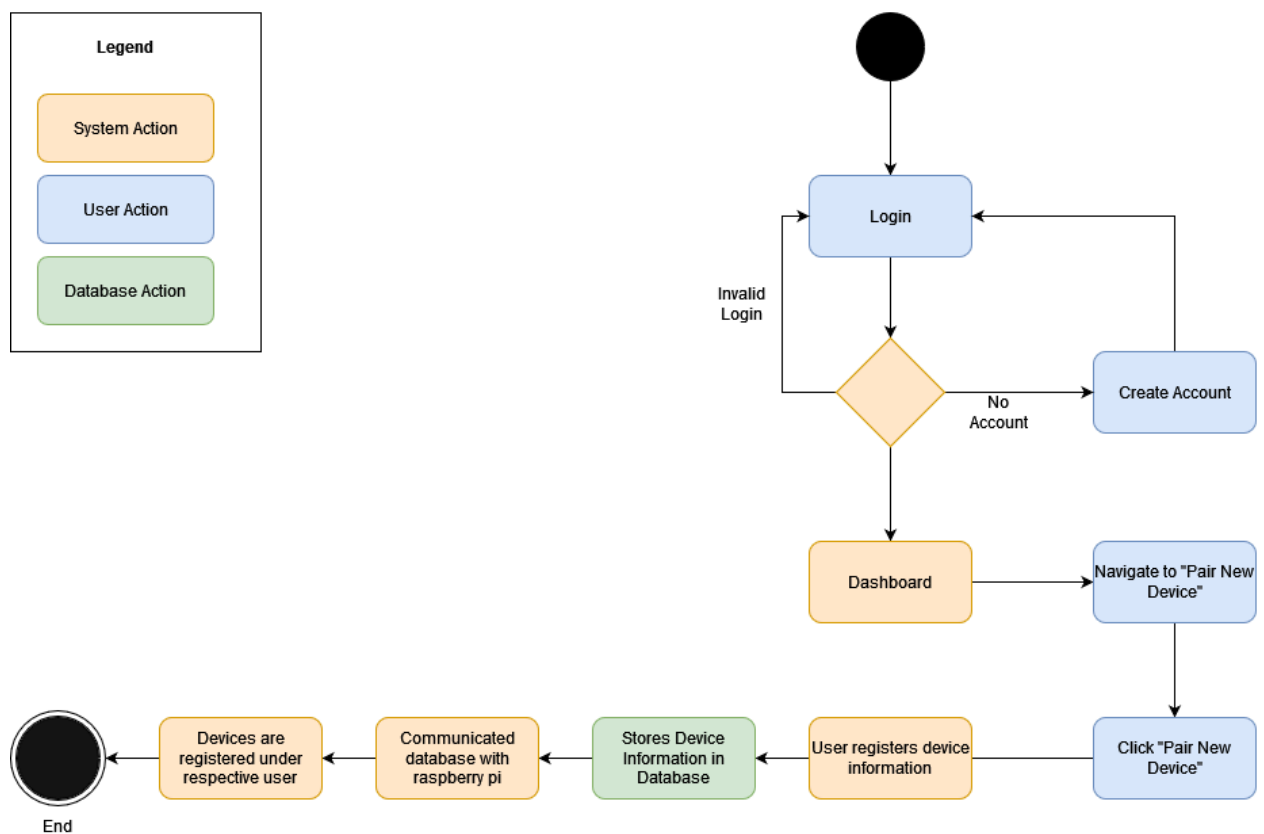 Legend
System Action
User Action
Database Action
Login
Invalid
Login
No
Account
Create Account
Dashboard
Navigate to "Pair New
Device"
Click "Pair New
Device"
User registers device
information
Stores Device
Information in
Database
Communicated
database with
raspberry pi
Devices are
registered under
respective user
End